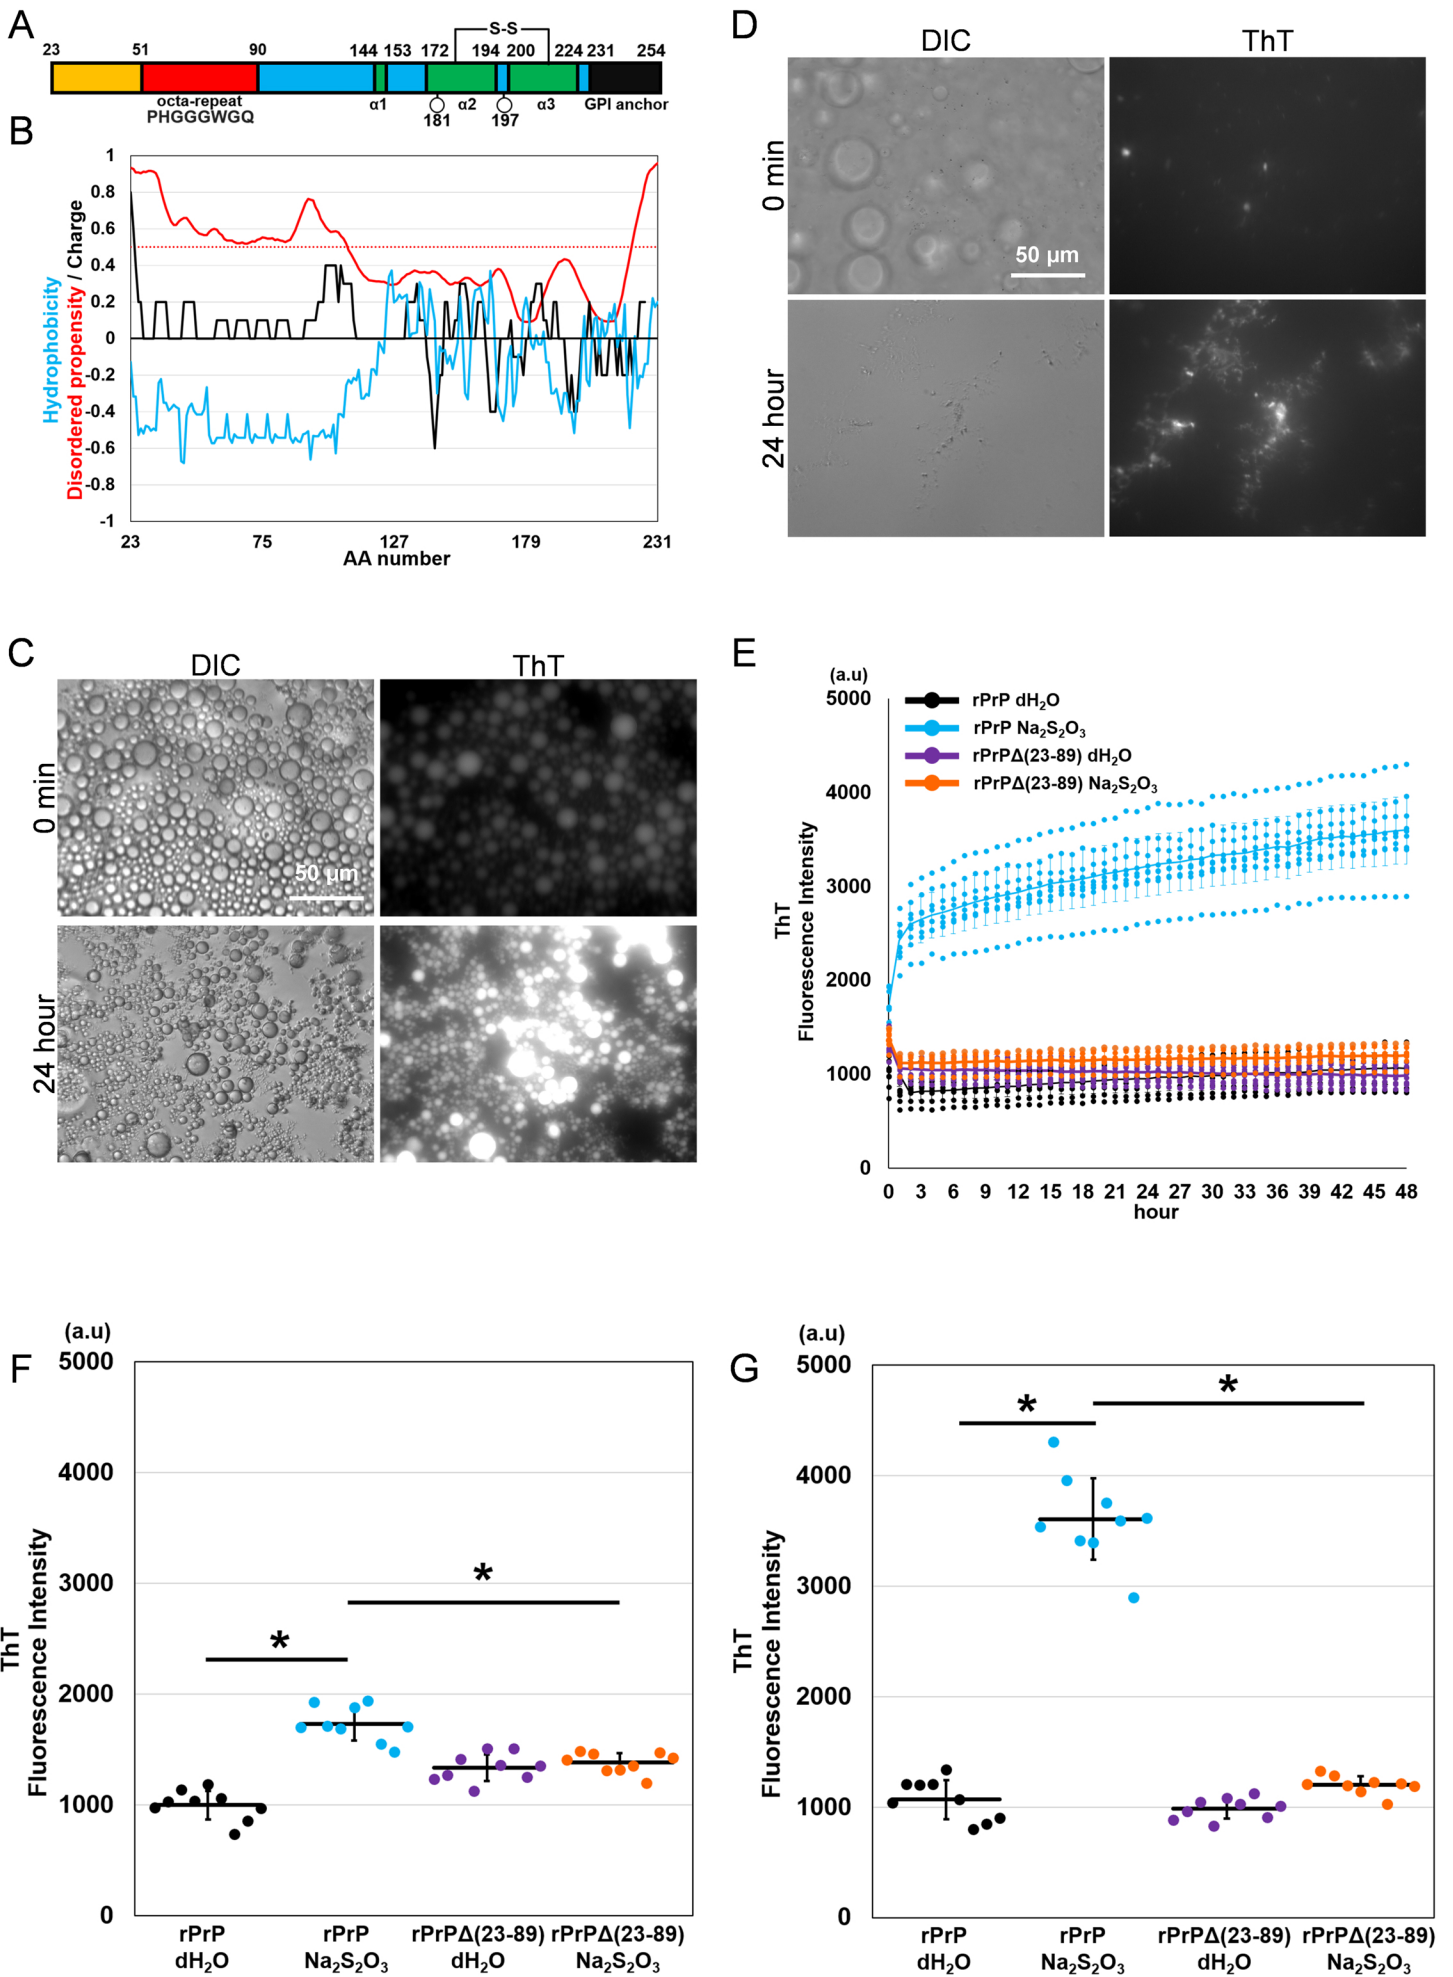 A
S-S
23 51 90 144 153 172 194 200 224 231 254
octa-repeat
PHGGGWGQ
α1 α2 α3 GPI anchor
181 197
B
Hydrophobicity
Disordered propensity / Charge
1
0.8
0.6
0.4
0.2
0
-0.2
-0.4
-0.6
-0.8
-1
23 75 127 179 231
AA number
C
DIC ThT
0 min
50 μm
24 hour
D
DIC ThT
0 min
50 μm
24 hour
E
(a.u)
5000
4000
3000
2000
1000
0
ThT
Fluorescence Intensity
rPrP dH₂O
rPrP Na₂S₂O₃
rPrPΔ(23-89) dH₂O
rPrPΔ(23-89) Na₂S₂O₃
0 3 6 9 12 15 18 21 24 27 30 33 36 39 42 45 48
hour
F
(a.u)
5000
4000
3000
2000
1000
0
ThT
Fluorescence Intensity
*
*
rPrP rPrP rPrPΔ(23-89) rPrPΔ(23-89)
dH₂O Na₂S₂O₃ dH₂O Na₂S₂O₃
G
(a.u)
5000
4000
3000
2000
1000
0
ThT
Fluorescence Intensity
*
*
rPrP rPrP rPrPΔ(23-89) rPrPΔ(23-89)
dH₂O Na₂S₂O₃ dH₂O Na₂S₂O₃